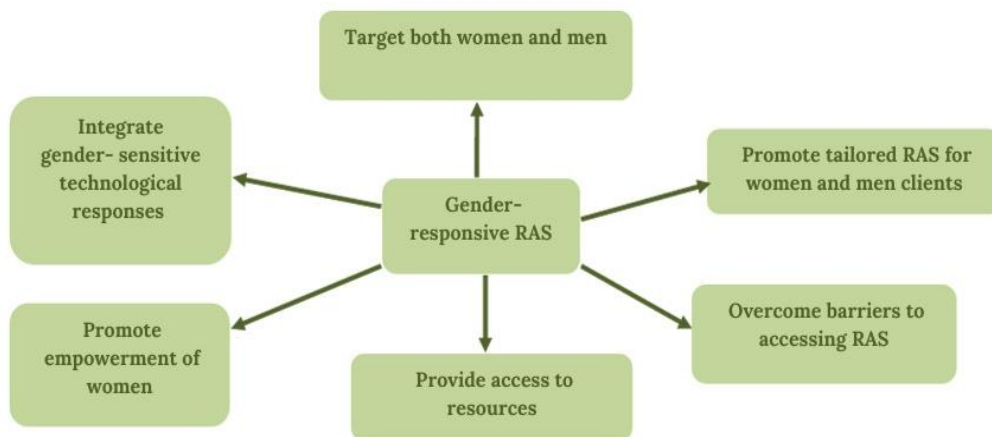 Target both women and men
Integrate
gender- sensitive
technological
responses
Promote tailored RAS for
women and men clients
Gender-
responsive RAS
Promote
empowerment of
women
Overcome barriers to
accessing RAS
Provide access to
resources